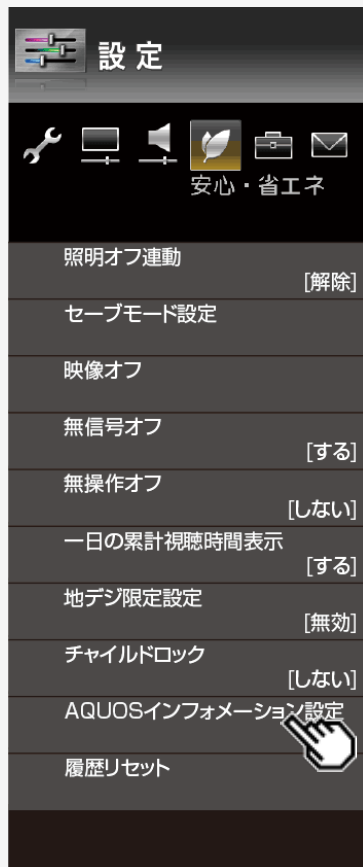 設定
安心・省エネ
照明オフ連動
[解除]
セーブモード設定
映像オフ
無信号オフ
[する]
無操作オフ
[しない]
一日の累計視聴時間表示
[する]
地デジ限定設定
[無効]
チャイルドロック
[しない]
AQUOSインフォメーション設定
履歴リセット